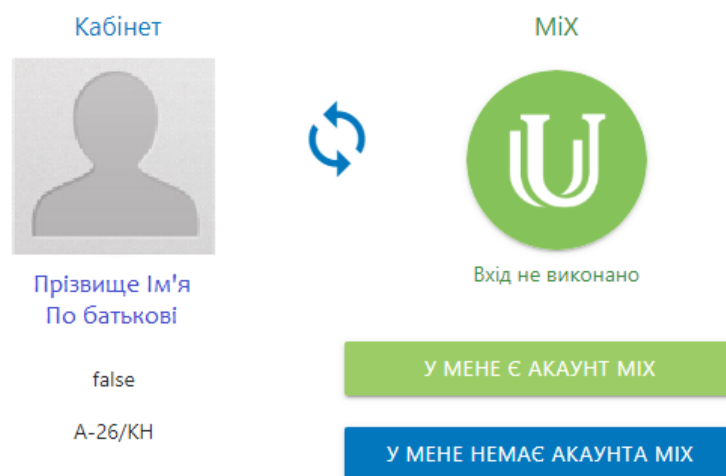 Кабінет
MiX
Вхід не виконано
Прізвище Ім'я
По батькові
false
А-26/КН
У МЕНЕ Є АКАУНТ MIX
У МЕНЕ НЕМАЄ АКАУНТА MIX